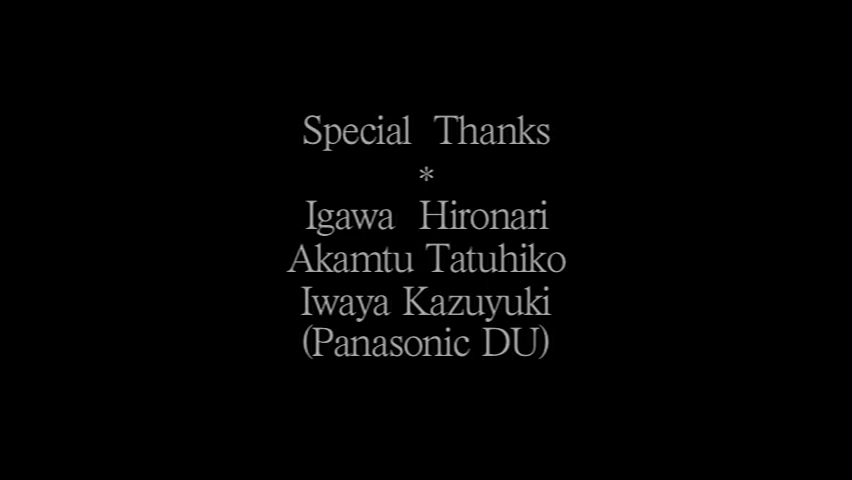 Special Thanks
*
Igawa Hironari
Akamtu Tatuhiko
Iwaya Kazuyuki
(Panasonic DU)